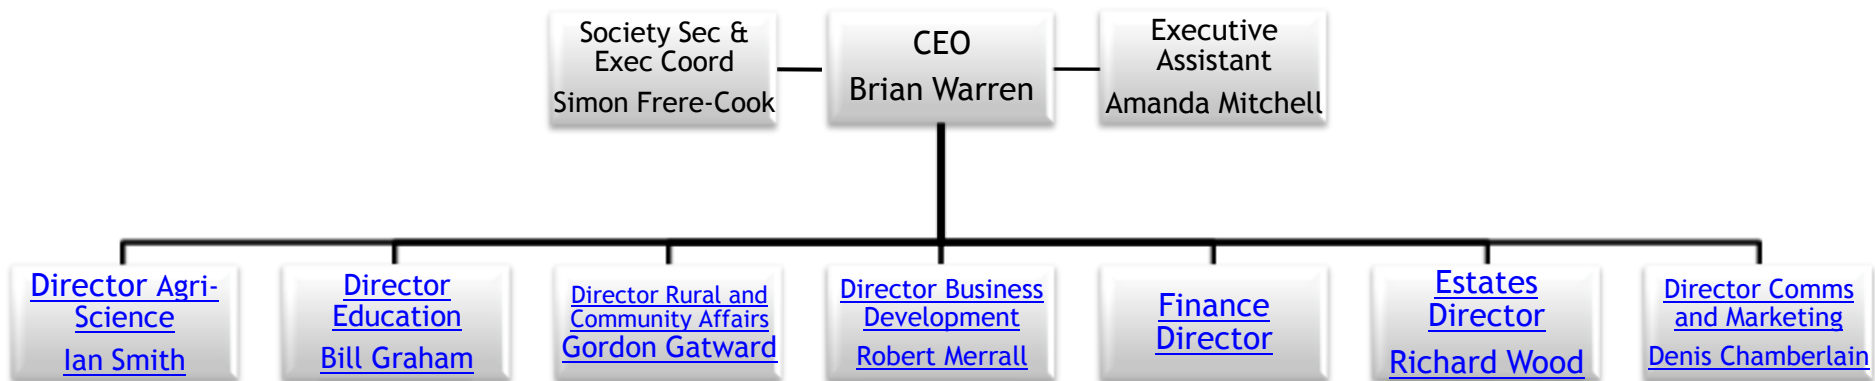 Society Sec &
Exec Coord
Simon Frere-Cook
CEO
Brian Warren
Executive
Assistant
Amanda Mitchell
Director Agri-
Science
Ian Smith
Director
Education
Bill Graham
Director Rural and
Community Affairs
Gordon Gatward
Director Business
Development
Robert Merrall
Finance
Director
Estates
Director
Richard Wood
Director Comms
and Marketing
Denis Chamberlain